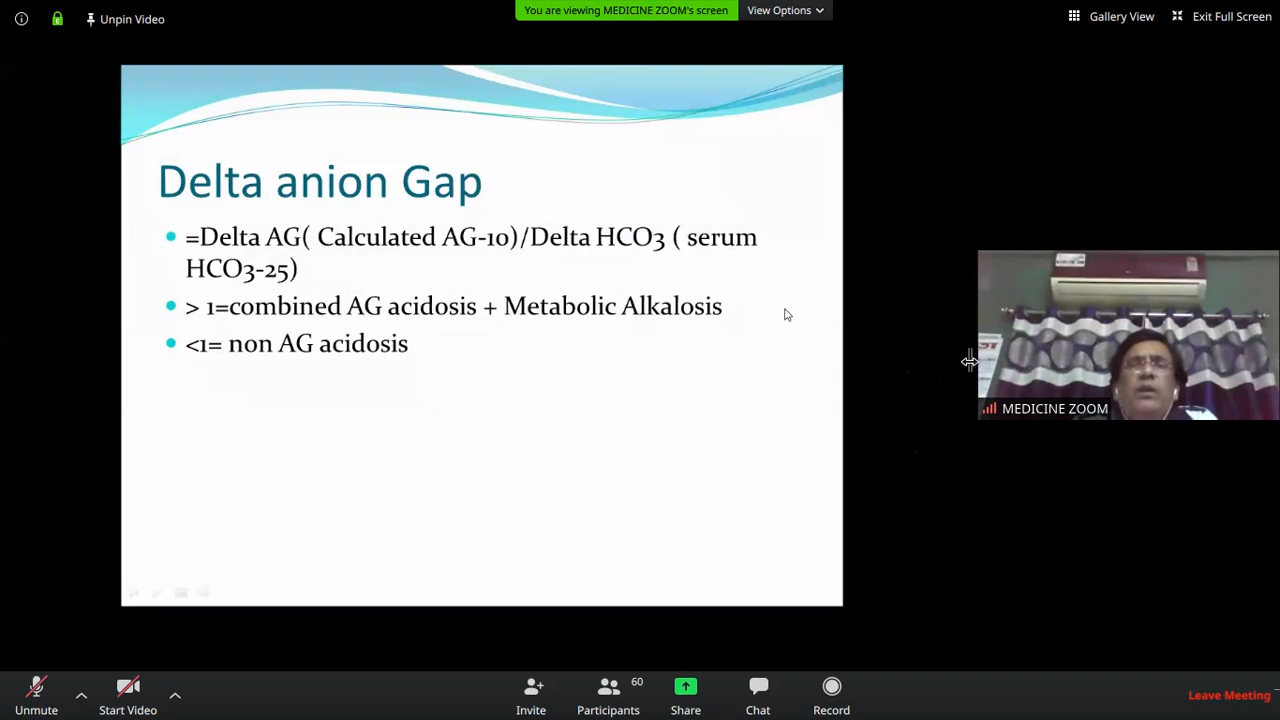 Unpin Video
You are viewing MEDICINE ZOOM's screen
View Options
Gallery View
Exit Full Screen
Delta anion Gap
=Delta AG( Calculated AG-10)/Delta HCO3 ( serum
HCO3-25)
> 1=combined AG acidosis + Metabolic Alkalosis
<1= non AG acidosis
MEDICINE ZOOM
Unmute
Start Video
Invite
Participants
60
Share
Chat
Record
Leave Meeting